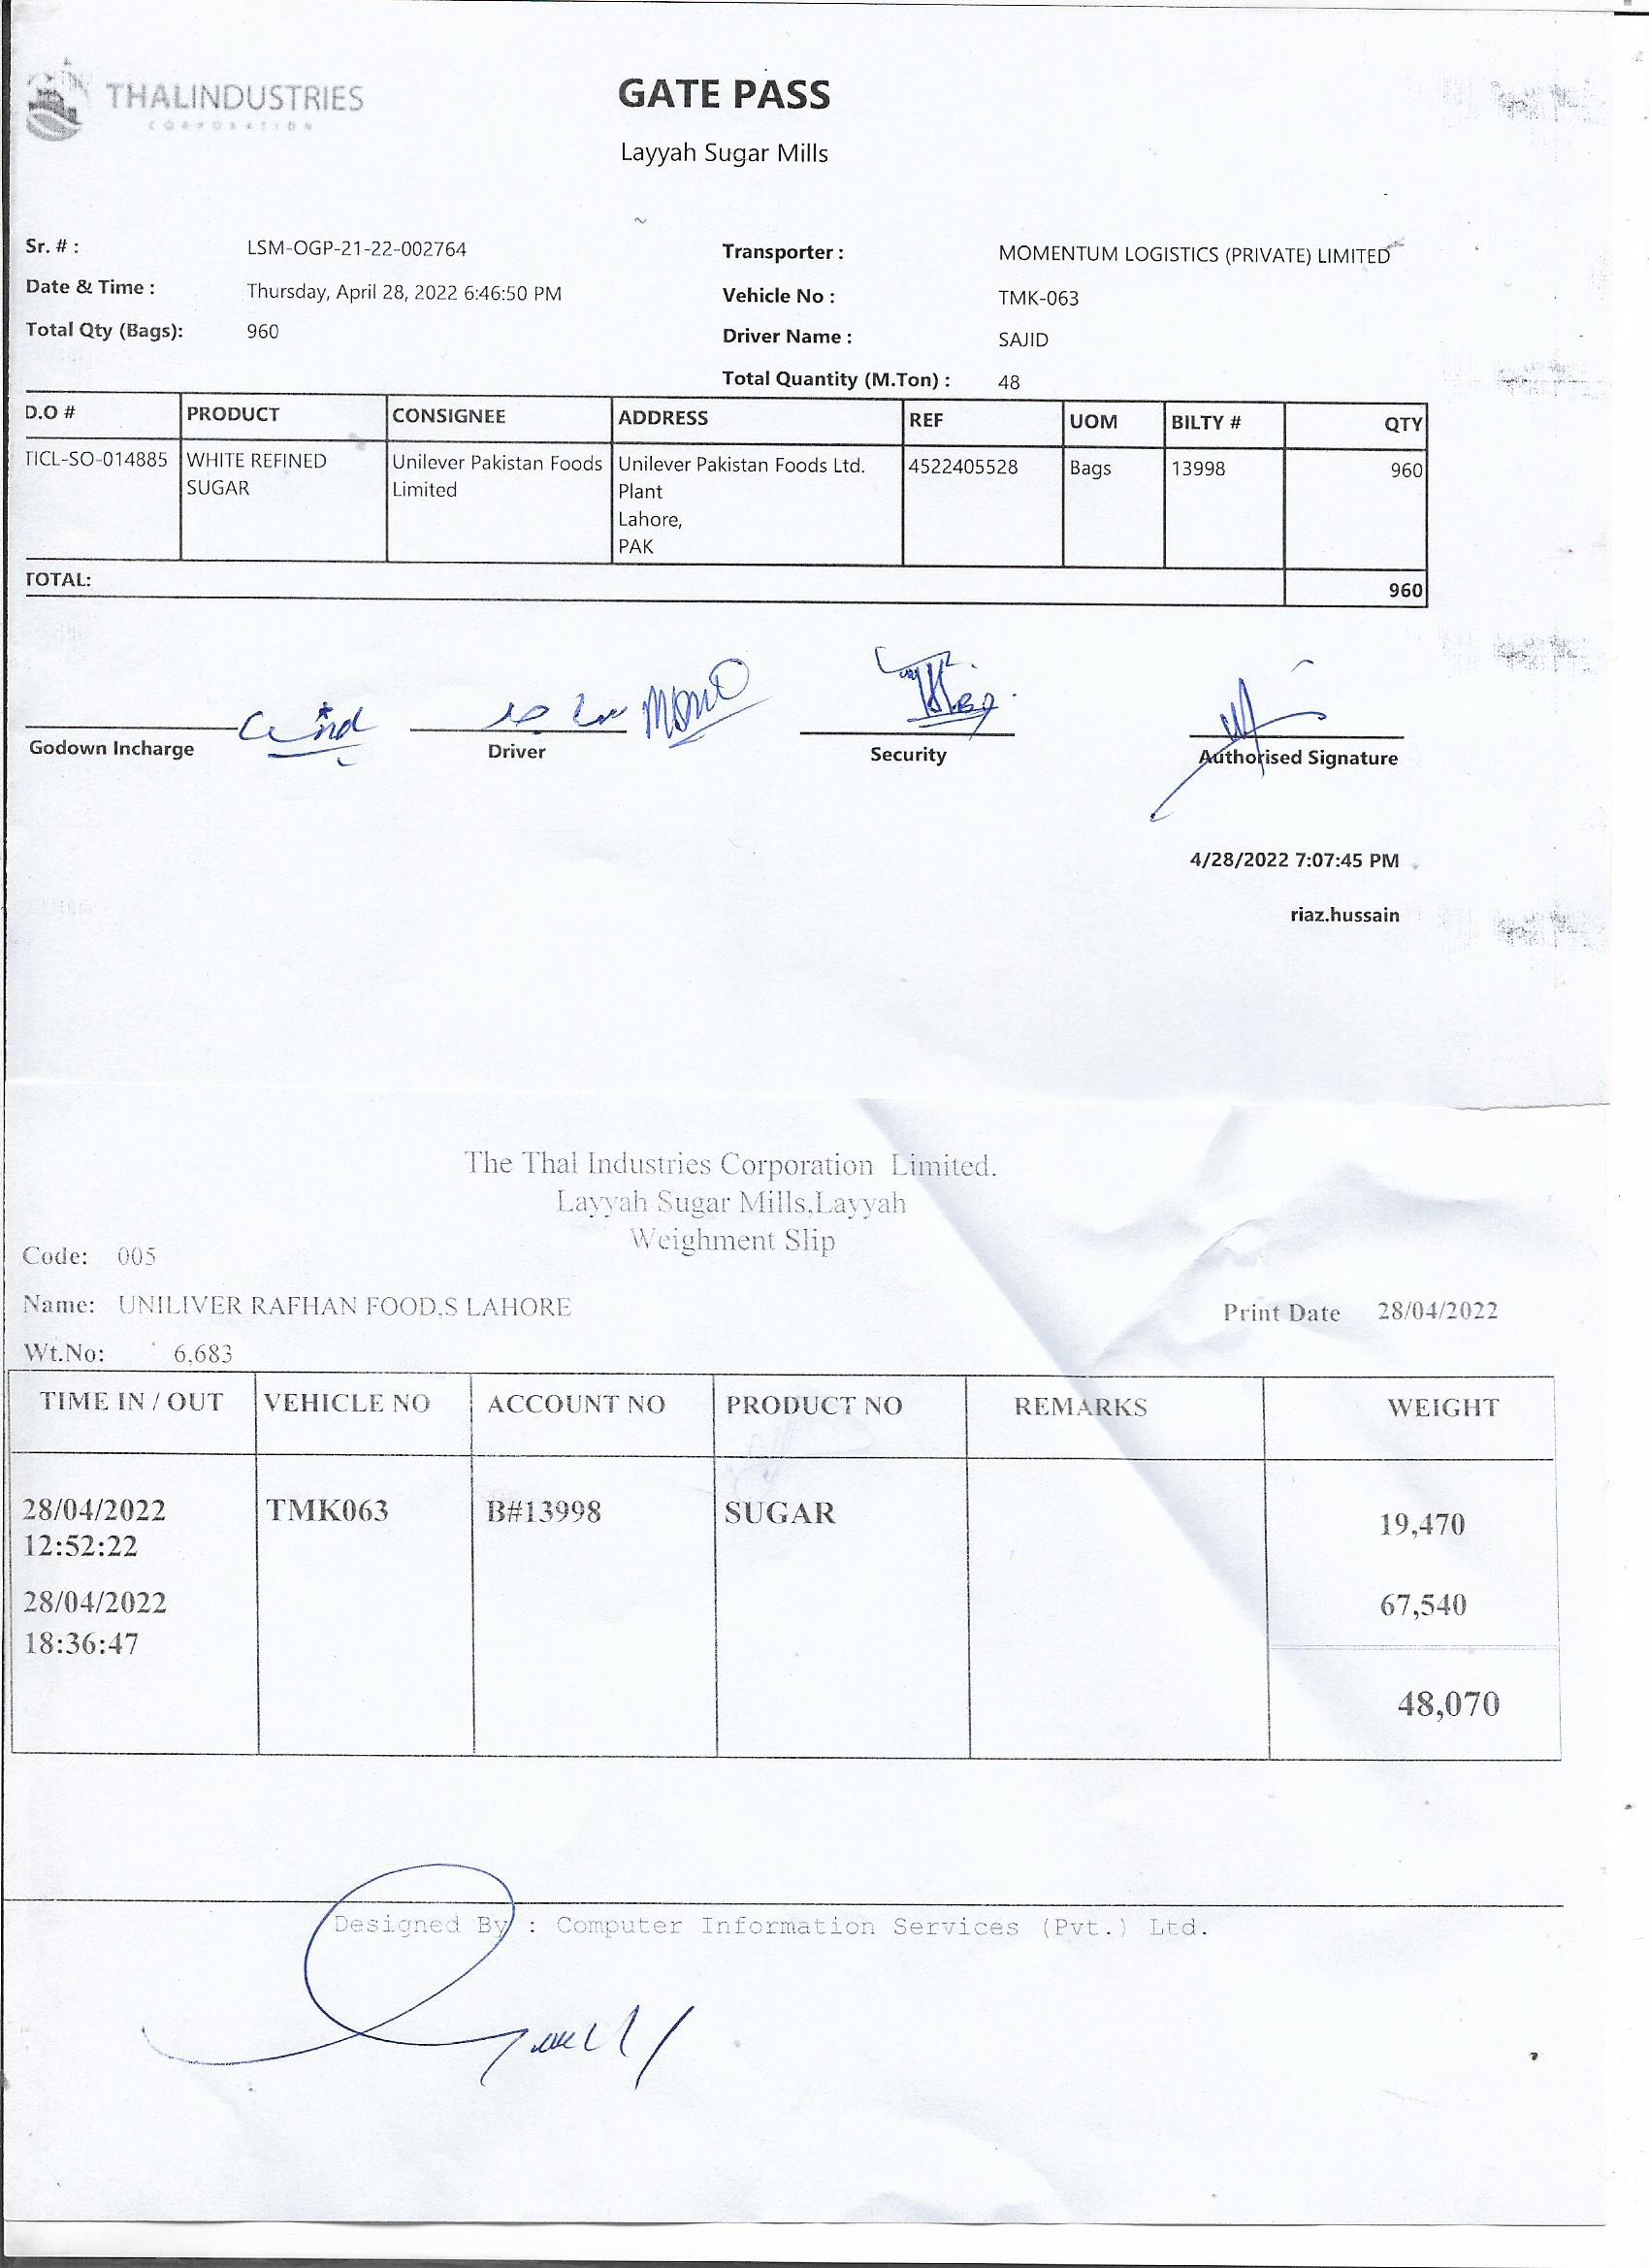 THALINDUSTRIES
CORPORATION
GATE PASS
Layyah Sugar Mills
Sr. # : LSM-OGP-21-22-002764
Transporter : MOMENTUM LOGISTICS (PRIVATE) LIMITED
Date & Time : Thursday, April 28, 2022 6:46:50 PM
Vehicle No : TMK-063
Total Qty (Bags): 960
Driver Name : SAJID
Total Quantity (M.Ton) : 48
D.O # PRODUCT CONSIGNEE ADDRESS REF UOM BILTY # QTY
TICL-SO-014885 WHITE REFINED Unilever Pakistan Foods Unilever Pakistan Foods Ltd. 4522405528 Bags 13998 960
SUGAR Limited Plant
Lahore,
PAK
TOTAL: 960
ساجد
Godown Incharge Driver Security Authorised Signature
4/28/2022 7:07:45 PM
riaz.hussain
The Thal Industries Corporation Limited.
Layyah Sugar Mills,Layyah
Weighment Slip
Code: 005
Name: UNILIVER RAFHAN FOOD,S LAHORE
Print Date 28/04/2022
Wt.No: 6,683
TIME IN / OUT VEHICLE NO ACCOUNT NO PRODUCT NO REMARKS WEIGHT
28/04/2022 TMK063 B#13998 SUGAR 19,470
12:52:22
28/04/2022 67,540
18:36:47
48,070
Designed By : Computer Information Services (Pvt.) Ltd.